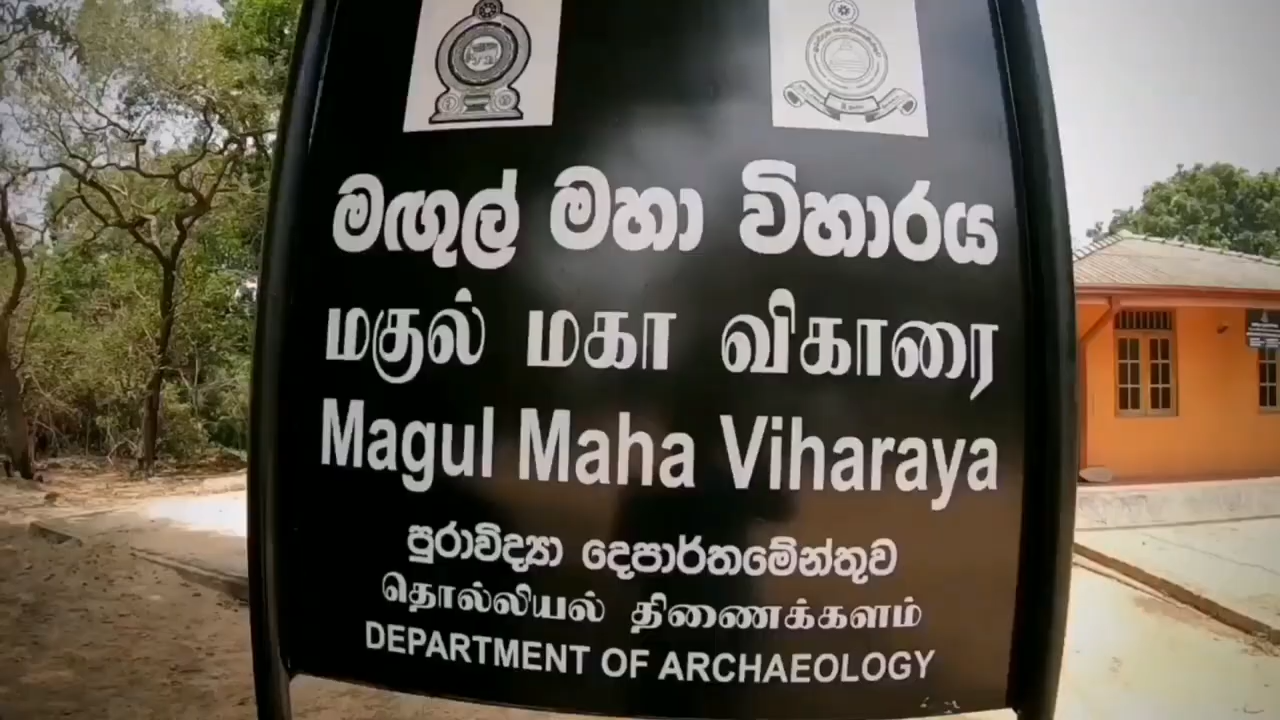 මඟුල් මහා විහාරය
மகுல் மகா விகாரை
Magul Maha Viharaya
පුරාවිද්‍යා දෙපාර්තමේන්තුව
தொல்லியல் திணைக்களம்
DEPARTMENT OF ARCHAEOLOGY